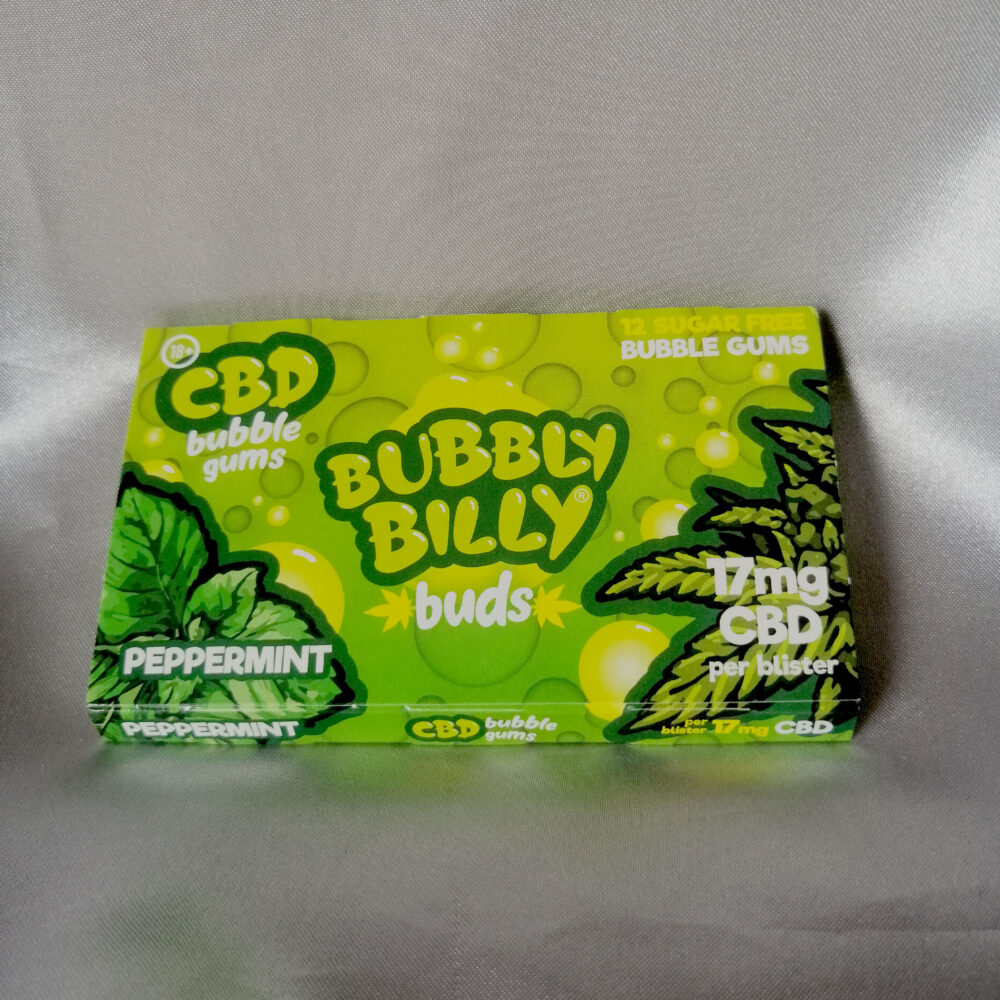 18+
CBD
bubble
gums
12 SUGAR FREE
BUBBLE GUMS
BUBBLY
BILLY®
buds
17mg
CBD
per blister
PEPPERMINT
PEPPERMINT
CBD bubble
gums
per
blister 17mg CBD